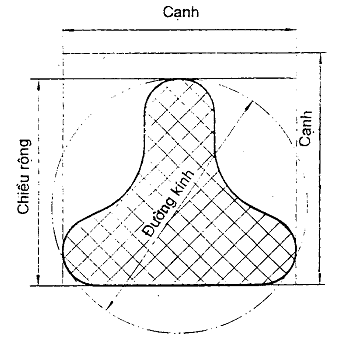 Cạnh
Chiều rộng
Đường kính
Cạnh